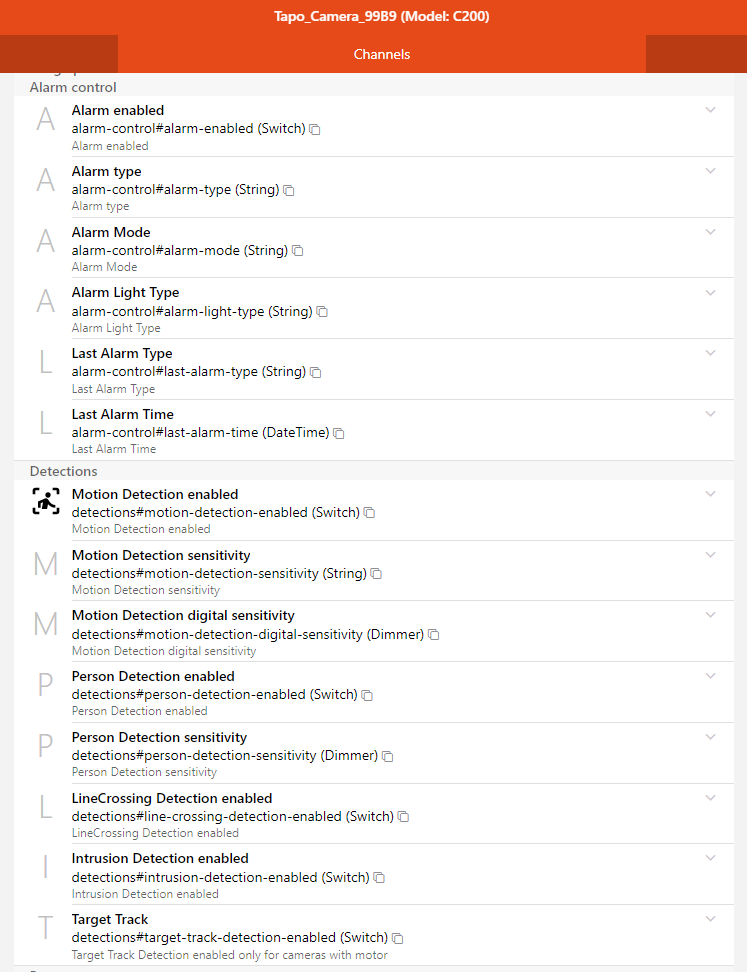 Tapo_Camera_99B9 (Model: C200)
Channels
Alarm control
A
Alarm enabled
alarm-control#alarm-enabled (Switch)
Alarm enabled
A
Alarm type
alarm-control#alarm-type (String)
Alarm type
A
Alarm Mode
alarm-control#alarm-mode (String)
Alarm Mode
A
Alarm Light Type
alarm-control#alarm-light-type (String)
Alarm Light Type
L
Last Alarm Type
alarm-control#last-alarm-type (String)
Last Alarm Type
L
Last Alarm Time
alarm-control#last-alarm-time (DateTime)
Last Alarm Time
Detections
Motion Detection enabled
detections#motion-detection-enabled (Switch)
Motion Detection enabled
M
Motion Detection sensitivity
detections#motion-detection-sensitivity (String)
Motion Detection sensitivity
M
Motion Detection digital sensitivity
detections#motion-detection-digital-sensitivity (Dimmer)
Motion Detection digital sensitivity
P
Person Detection enabled
detections#person-detection-enabled (Switch)
Person Detection enabled
P
Person Detection sensitivity
detections#person-detection-sensitivity (Dimmer)
Person Detection sensitivity
L
LineCrossing Detection enabled
detections#line-crossing-detection-enabled (Switch)
LineCrossing Detection enabled
I
Intrusion Detection enabled
detections#intrusion-detection-enabled (Switch)
Intrusion Detection enabled
T
Target Track
detections#target-track-detection-enabled (Switch)
Target Track Detection enabled only for cameras with motor